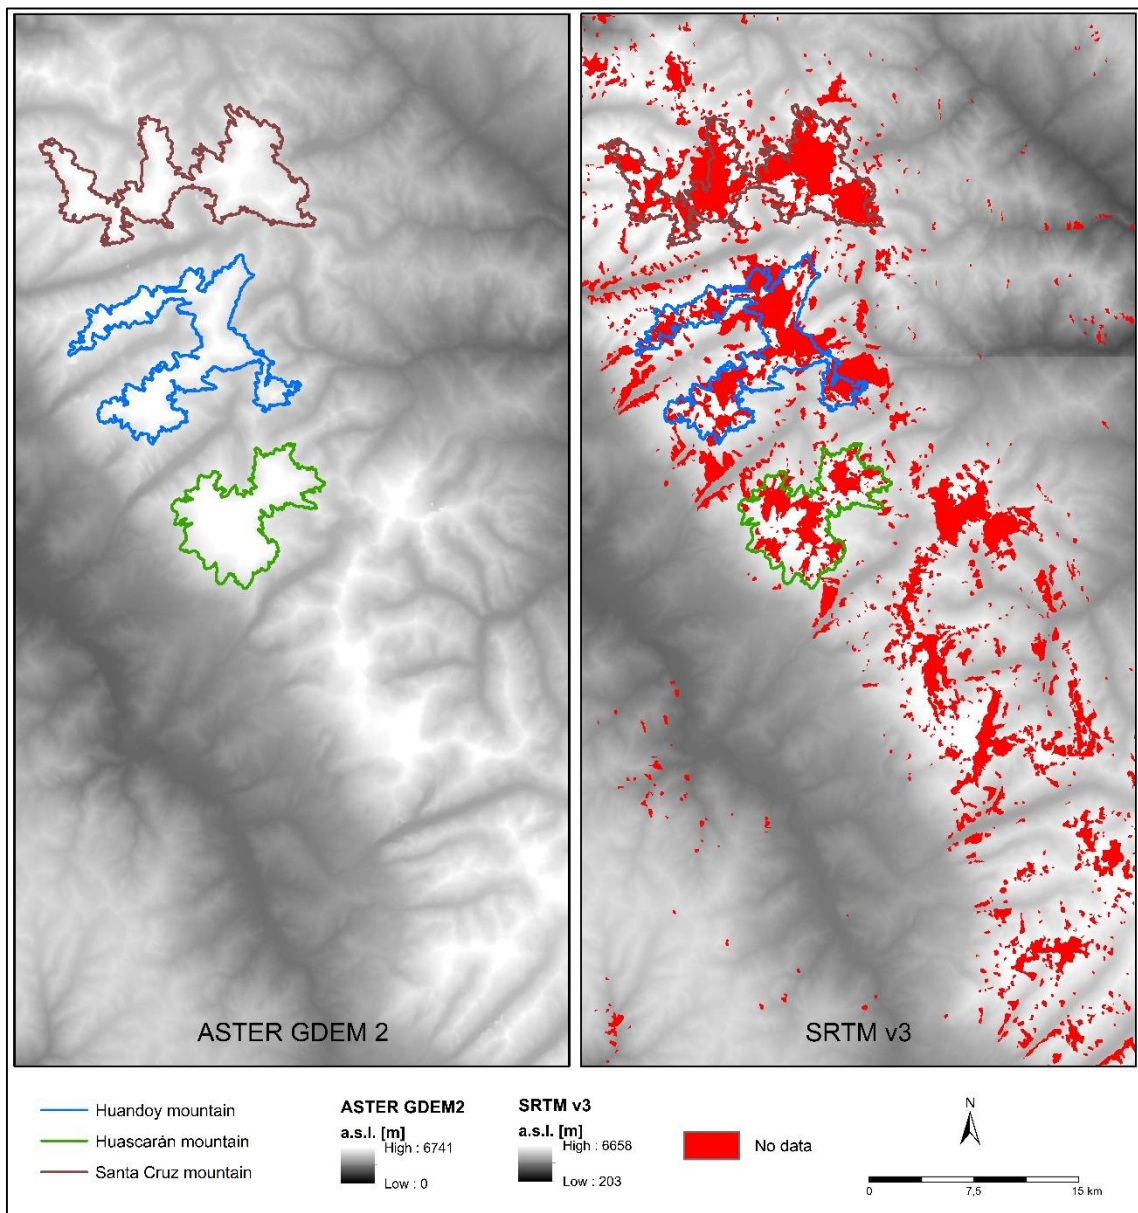 ASTER GDEM 2
SRTM v3
Huandoy mountain
Huascarán mountain
Santa Cruz mountain
ASTER GDEM2
a.s.l. [m]
High : 6741
Low : 0
SRTM v3
a.s.l. [m]
High : 6658
Low : 203
No data
N
0 7,5 15 km